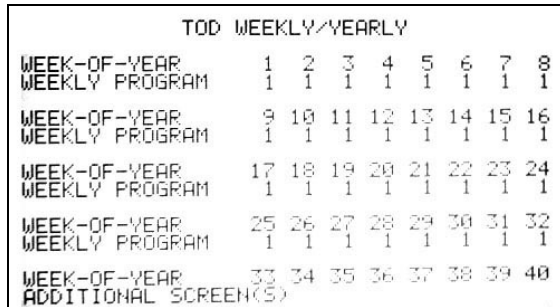 TOD WEEKLY/YEARLY
WEEK-OF-YEAR 1 2 3 4 5 6 7 8
WEEKLY PROGRAM 1 1 1 1 1 1 1 1
WEEK-OF-YEAR 9 10 11 12 13 14 15 16
WEEKLY PROGRAM 1 1 1 1 1 1 1 1
WEEK-OF-YEAR 17 18 19 20 21 22 23 24
WEEKLY PROGRAM 1 1 1 1 1 1 1 1
WEEK-OF-YEAR 25 26 27 28 29 30 31 32
WEEKLY PROGRAM 1 1 1 1 1 1 1 1
WEEK-OF-YEAR 33 34 35 36 37 38 39 40
ADDITIONAL SCREEN(S)